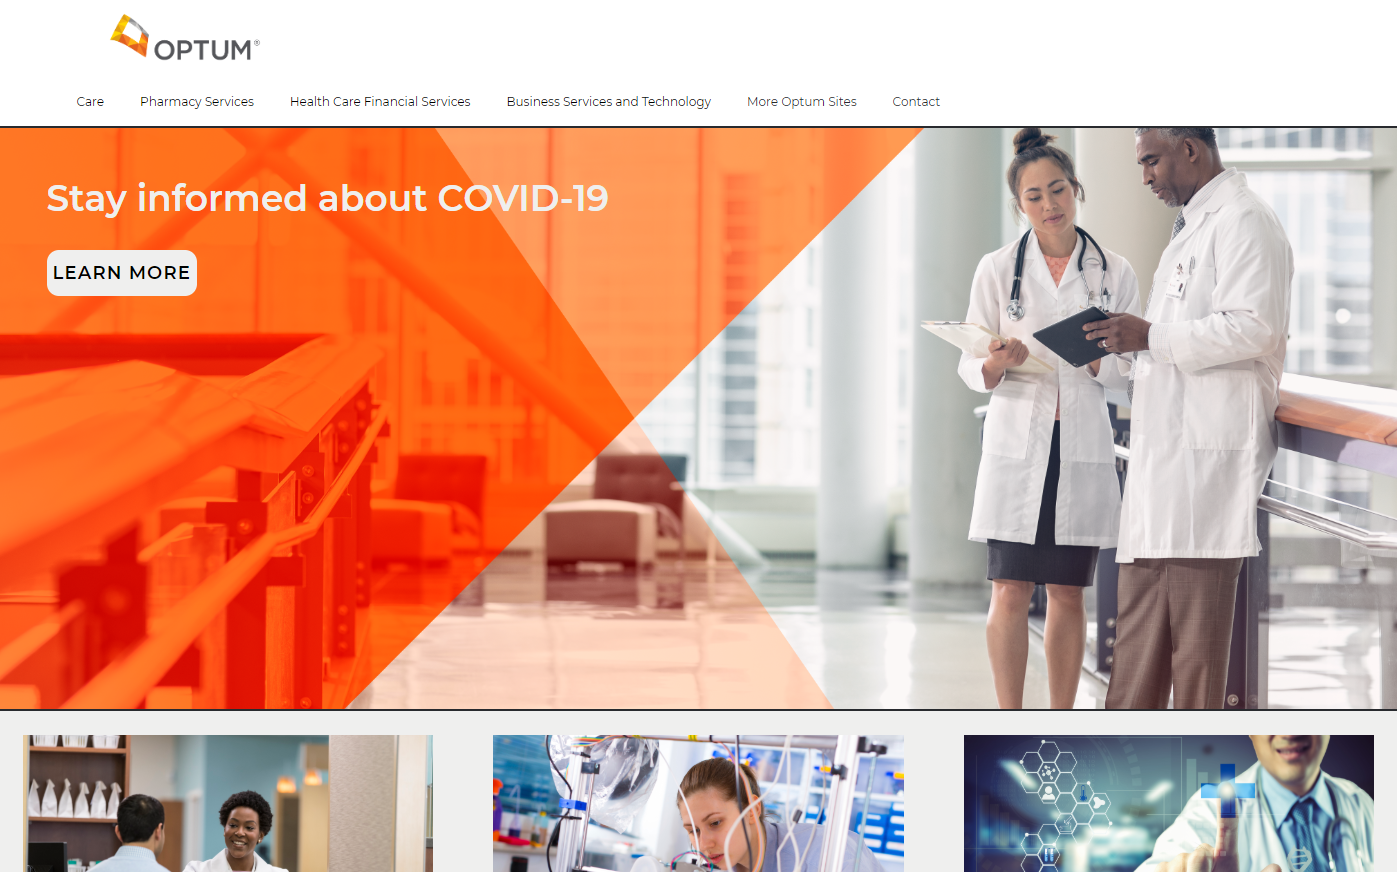 OPTUM®
Care Pharmacy Services Health Care Financial Services Business Services and Technology More Optum Sites Contact
Stay informed about COVID-19
LEARN MORE